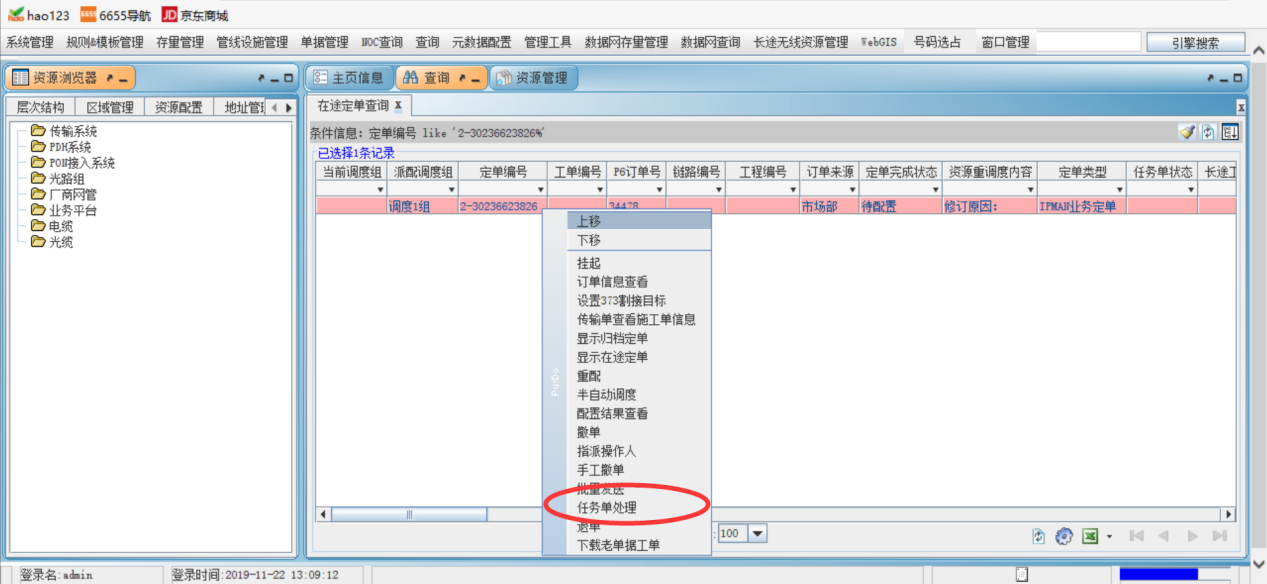 hao123 6655导航 JD 京东商城
系统管理 规则&模板管理 存量管理 管线设施管理 单据管理 NOC查询 查询 元数据配置 管理工具 数据网存量管理 数据网查询 长途无线资源管理 WebGIS 号码选占 窗口管理 引擎搜索
资源浏览器 主页信息 查询 资源管理
层次结构 区域管理 资源配置 地址管 在途定单查询 x
传输系统
PDH系统
PON接入系统
光路组
厂商网管
业务平台
电缆
光缆
条件信息: 定单编号 like '2-30236623826%'
已选择1条记录
当前调度组 派配调度组 定单编号 工单编号 P6订单号 链路编号 工程编号 订单来源 定单完成状态 资源重调度内容 定单类型 任务单状态 长途工
调度1组 2-30236623826 34478 市场部 待配置 修订原因: IPMAN业务定单
上移
下移
挂起
订单信息查看
设置373割接目标
传输单查看施工单信息
显示归档定单
显示在途定单
重配
半自动调度
配置结果查看
撤单
指派操作人
手工撤单
批量发送
任务单处理
退单
下载老单据工单
: 100
登录名:admin 登录时间:2019-11-22 13:09:12